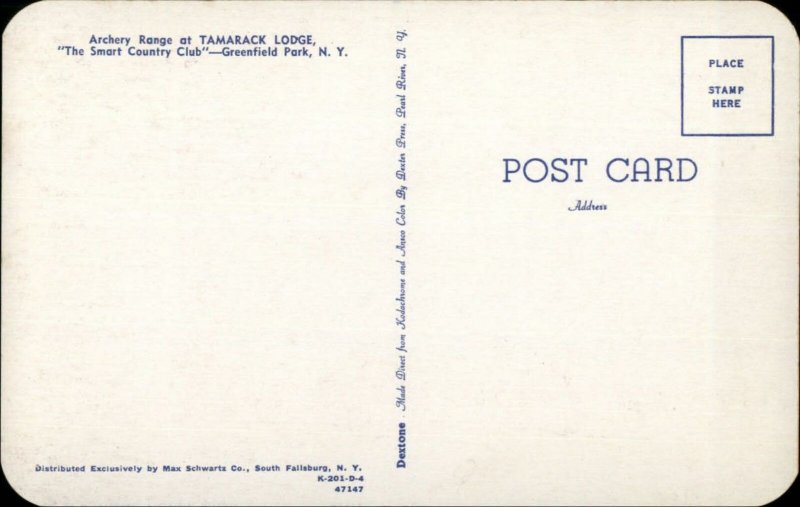 Archery Range at TAMARACK LODGE,
"The Smart Country Club"—Greenfield Park, N. Y.
Distributed Exclusively by Max Schwartz Co., South Fallsburg, N. Y.
K-201-D-4
47147
Dextone Made Direct from Kodachrome and Ansco Color By Dexter Press, Pearl River, N. Y.
PLACE
STAMP
HERE
POST CARD
Address